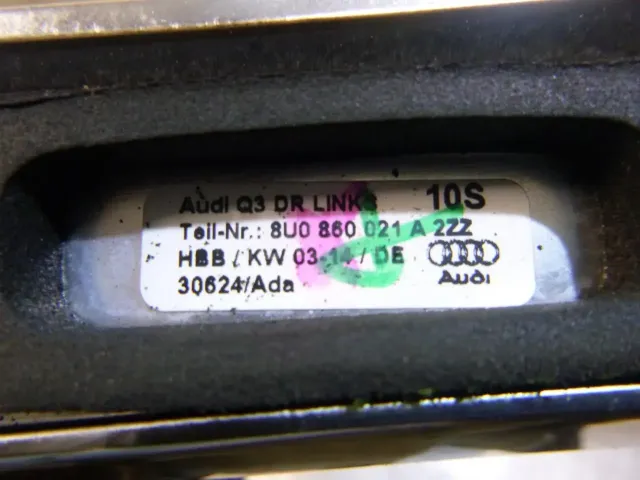 Audi Q3 DR LINKS 10S
Teil-Nr.: 8U0 860 021 A 2ZZ
HBB / KW 03-14 / DE
30624/Ada
Audi